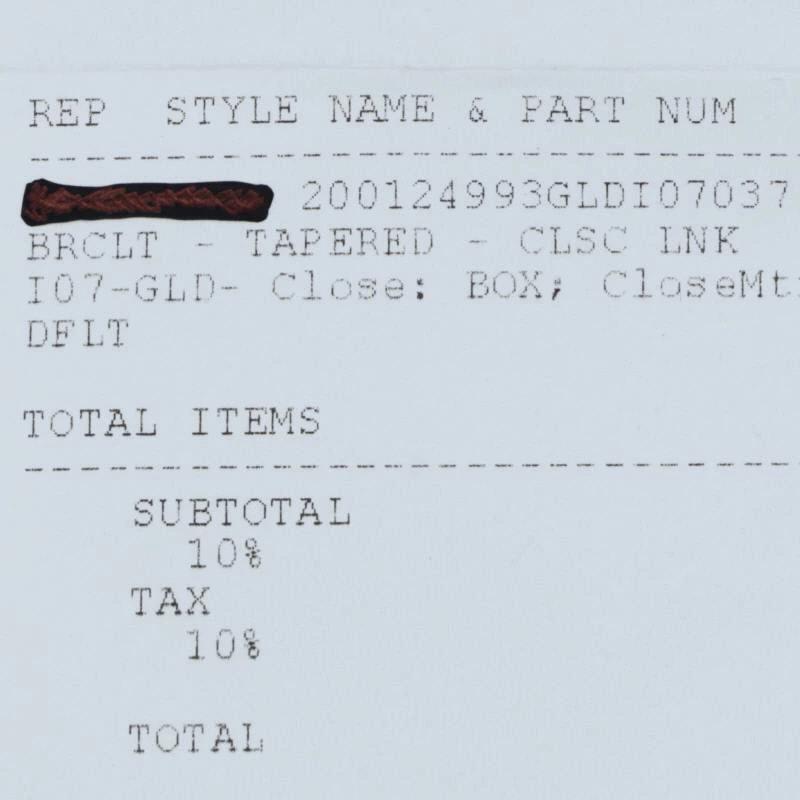 REP STYLE NAME & PART NUM
200124993GLDI07037
BRCLT - TAPERED - CLSC LNK
I07-GLD- Close: BOX; CloseMt
DFLT
TOTAL ITEMS
SUBTOTAL
10%
TAX
10%
TOTAL